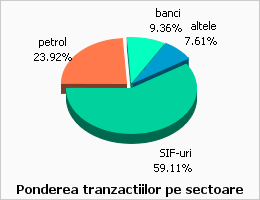 banci
9.36%
altele
7.61%
petrol
23.92%
SIF-uri
59.11%
Ponderea tranzactiilor pe sectoare